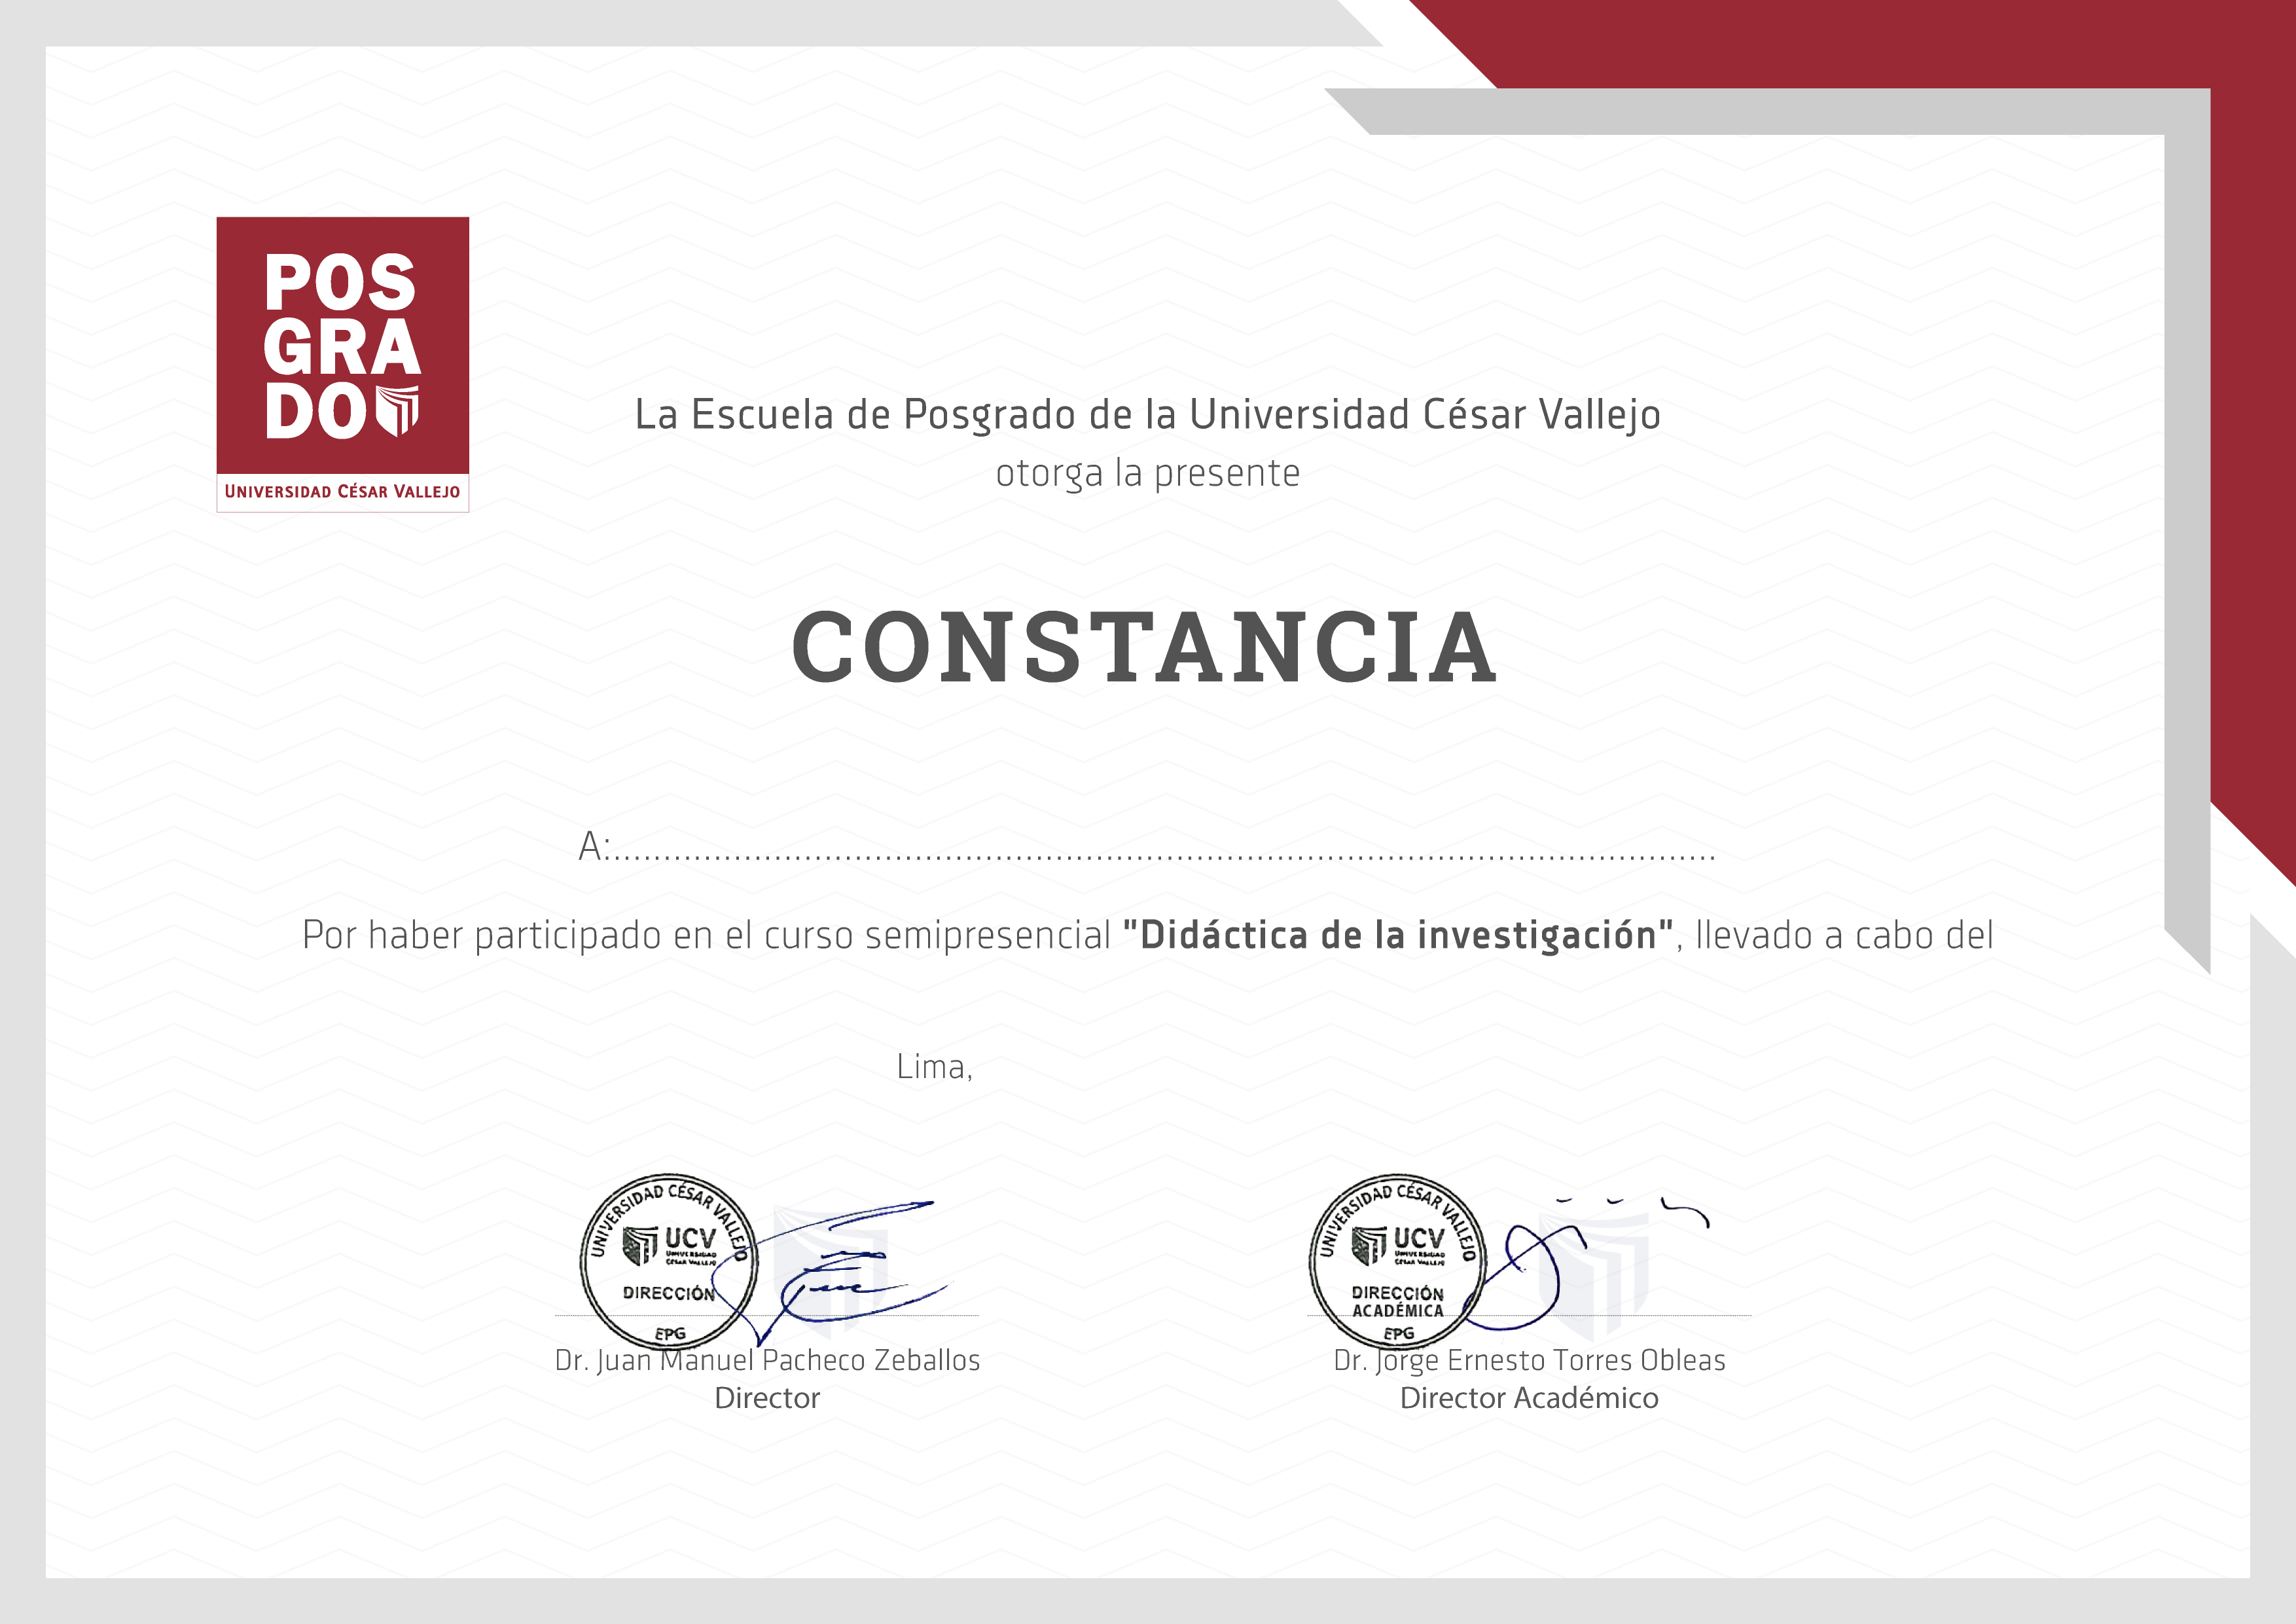 POS
GRA
DO
UNIVERSIDAD CÉSAR VALLEJO
La Escuela de Posgrado de la Universidad César Vallejo
otorga la presente
CONSTANCIA
A:..............................................................................................................
Por haber participado en el curso semipresencial "Didáctica de la investigación", llevado a cabo del
Lima,
UNIVERSIDAD CÉSAR VALLEJO
UCV
UNIVERSIDAD
CÉSAR VALLEJO
DIRECCIÓN
EPG
Dr. Juan Manuel Pacheco Zeballos
Director
UNIVERSIDAD CÉSAR VALLEJO
UCV
UNIVERSIDAD
CÉSAR VALLEJO
DIRECCIÓN
ACADÉMICA
EPG
Dr. Jorge Ernesto Torres Obleas
Director Académico